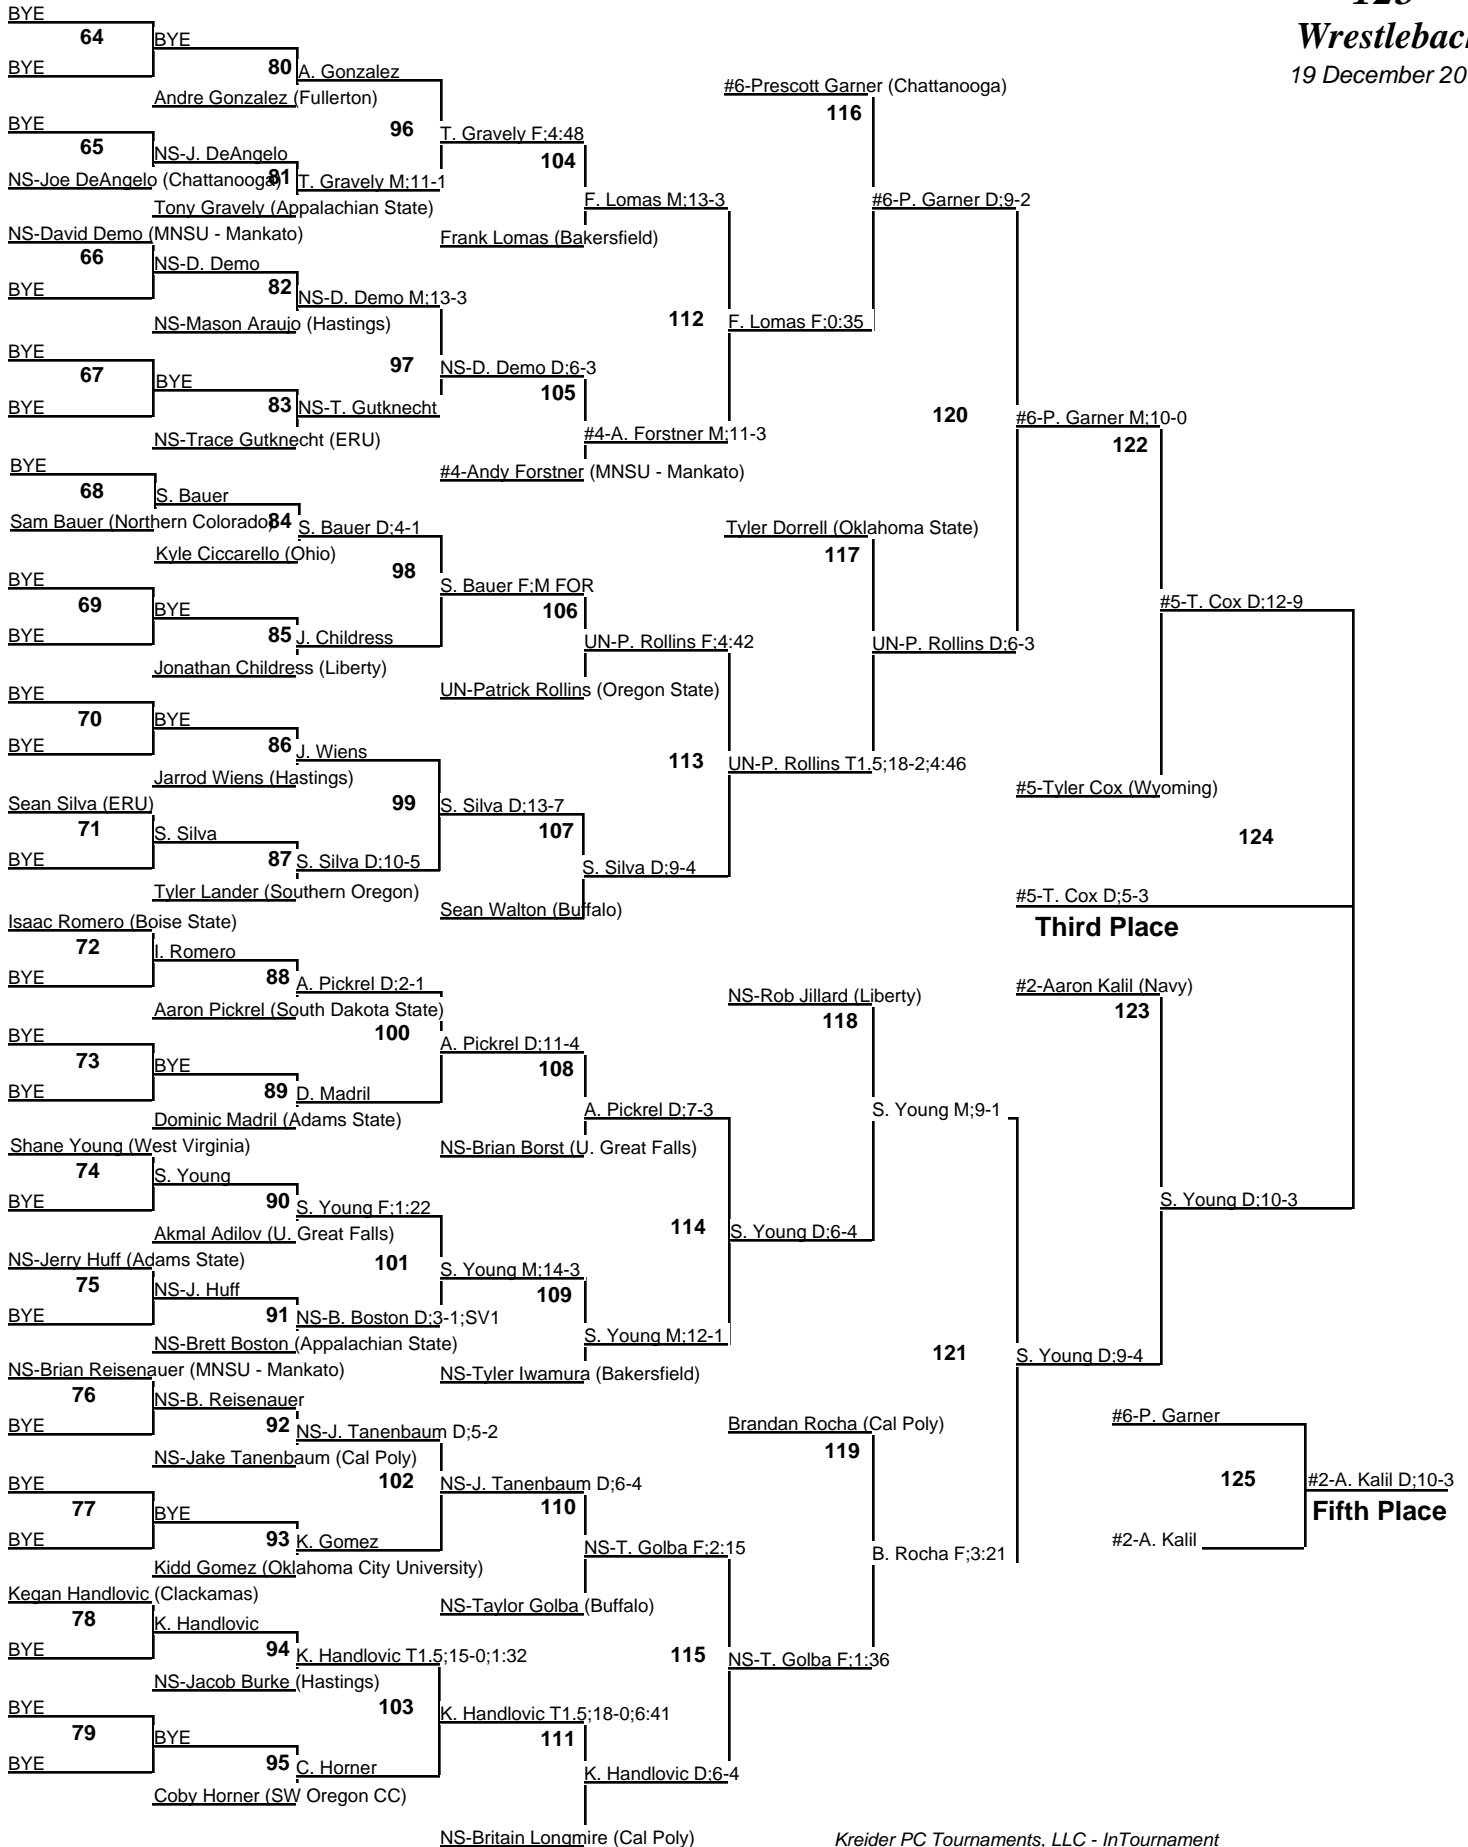 Wrestleback
19 December 20
BYE
64
BYE
BYE
80
A. Gonzalez
Andre Gonzalez (Fullerton)
#6-Prescott Garner (Chattanooga)
116
96
T. Gravely F;4:48
104
BYE
65
NS-J. DeAngelo
NS-Joe DeAngelo (Chattanooga)
81
T. Gravely M;11-1
Tony Gravely (Appalachian State)
F. Lomas M;13-3
#6-P. Garner D;9-2
Frank Lomas (Bakersfield)
NS-David Demo (MNSU - Mankato)
66
NS-D. Demo
BYE
82
NS-D. Demo M;13-3
NS-Mason Araujo (Hastings)
112
F. Lomas F;0:35
BYE
67
BYE
97
NS-D. Demo D;6-3
105
BYE
83
NS-T. Gutknecht
NS-Trace Gutknecht (ERU)
#4-A. Forstner M;11-3
#4-Andy Forstner (MNSU - Mankato)
120
#6-P. Garner M;10-0
122
BYE
68
S. Bauer
Sam Bauer (Northern Colorado)
84
S. Bauer D;4-1
Kyle Ciccarello (Ohio)
Tyler Dorrell (Oklahoma State)
117
98
S. Bauer F;M FOR
106
BYE
69
BYE
BYE
85
J. Childress
Jonathan Childress (Liberty)
UN-P. Rollins F;4:42
UN-P. Rollins D;6-3
#5-T. Cox D;12-9
UN-Patrick Rollins (Oregon State)
BYE
70
BYE
BYE
86
J. Wiens
Jarrod Wiens (Hastings)
113
UN-P. Rollins T1.5;18-2;4:46
#5-Tyler Cox (Wyoming)
Sean Silva (ERU)
71
S. Silva
99
S. Silva D;13-7
107
124
BYE
87
S. Silva D;10-5
Tyler Lander (Southern Oregon)
S. Silva D;9-4
Sean Walton (Buffalo)
#5-T. Cox D;5-3
Third Place
Isaac Romero (Boise State)
72
I. Romero
BYE
88
A. Pickrel D;2-1
Aaron Pickrel (South Dakota State)
NS-Rob Jillard (Liberty)
118
#2-Aaron Kalil (Navy)
123
100
A. Pickrel D;11-4
108
BYE
73
BYE
BYE
89
D. Madril
Dominic Madril (Adams State)
A. Pickrel D;7-3
S. Young M;9-1
NS-Brian Borst (U. Great Falls)
Shane Young (West Virginia)
74
S. Young
BYE
90
S. Young F;1:22
Akmal Adilov (U. Great Falls)
114
S. Young D;6-4
S. Young D;10-3
NS-Jerry Huff (Adams State)
75
NS-J. Huff
101
S. Young M;14-3
109
BYE
91
NS-B. Boston D;3-1;SV1
NS-Brett Boston (Appalachian State)
S. Young M;12-1
NS-Tyler Iwamura (Bakersfield)
121
S. Young D;9-4
NS-Brian Reisenauer (MNSU - Mankato)
76
NS-B. Reisenauer
BYE
92
NS-J. Tanenbaum D;5-2
NS-Jake Tanenbaum (Cal Poly)
Brandan Rocha (Cal Poly)
119
#6-P. Garner
102
NS-J. Tanenbaum D;6-4
110
125
#2-A. Kalil D;10-3
Fifth Place
BYE
77
BYE
BYE
93
K. Gomez
Kidd Gomez (Oklahoma City University)
NS-T. Golba F;2:15
B. Rocha F;3:21
#2-A. Kalil
NS-Taylor Golba (Buffalo)
Kegan Handlovic (Clackamas)
78
K. Handlovic
BYE
94
K. Handlovic T1.5;15-0;1:32
NS-Jacob Burke (Hastings)
115
NS-T. Golba F;1:36
BYE
79
BYE
103
K. Handlovic T1.5;18-0;6:41
111
BYE
95
C. Horner
Coby Horner (SW Oregon CC)
K. Handlovic D;6-4
NS-Britain Longmire (Cal Poly)
Kreider PC Tournaments, LLC - InTournament